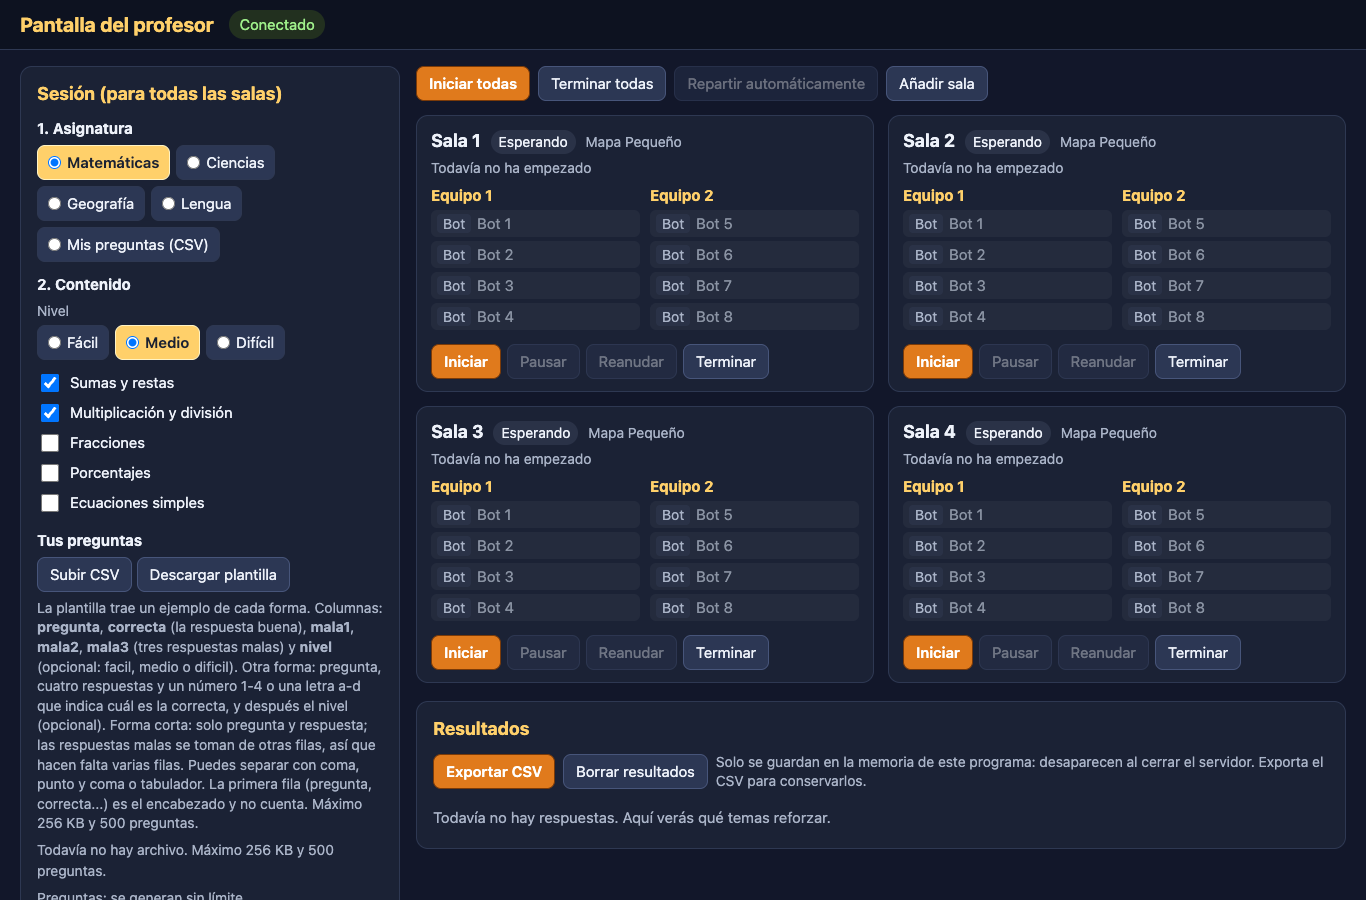 Pantalla del profesor
Conectado
Sesión (para todas las salas)
1. Asignatura
Matemáticas
Ciencias
Geografía
Lengua
Mis preguntas (CSV)
2. Contenido
Nivel
Fácil
Medio
Difícil
Sumas y restas
Multiplicación y división
Fracciones
Porcentajes
Ecuaciones simples
Tus preguntas
Subir CSV
Descargar plantilla
La plantilla trae un ejemplo de cada forma. Columnas:
pregunta, correcta (la respuesta buena), mala1,
mala2, mala3 (tres respuestas malas) y nivel
(opcional: facil, medio o dificil). Otra forma: pregunta,
cuatro respuestas y un número 1-4 o una letra a-d
que indica cuál es la correcta, y después el nivel
(opcional). Forma corta: solo pregunta y respuesta;
las respuestas malas se toman de otras filas, así que
hacen falta varias filas. Puedes separar con coma,
punto y coma o tabulador. La primera fila (pregunta,
correcta...) es el encabezado y no cuenta. Máximo
256 KB y 500 preguntas.
Todavía no hay archivo. Máximo 256 KB y 500
preguntas.
Preguntas: se generan sin límite
Iniciar todas
Terminar todas
Repartir automáticamente
Añadir sala
Sala 1 Esperando Mapa Pequeño
Todavía no ha empezado
Equipo 1
Bot Bot 1
Bot Bot 2
Bot Bot 3
Bot Bot 4
Equipo 2
Bot Bot 5
Bot Bot 6
Bot Bot 7
Bot Bot 8
Iniciar
Pausar
Reanudar
Terminar
Sala 2 Esperando Mapa Pequeño
Todavía no ha empezado
Equipo 1
Bot Bot 1
Bot Bot 2
Bot Bot 3
Bot Bot 4
Equipo 2
Bot Bot 5
Bot Bot 6
Bot Bot 7
Bot Bot 8
Iniciar
Pausar
Reanudar
Terminar
Sala 3 Esperando Mapa Pequeño
Todavía no ha empezado
Equipo 1
Bot Bot 1
Bot Bot 2
Bot Bot 3
Bot Bot 4
Equipo 2
Bot Bot 5
Bot Bot 6
Bot Bot 7
Bot Bot 8
Iniciar
Pausar
Reanudar
Terminar
Sala 4 Esperando Mapa Pequeño
Todavía no ha empezado
Equipo 1
Bot Bot 1
Bot Bot 2
Bot Bot 3
Bot Bot 4
Equipo 2
Bot Bot 5
Bot Bot 6
Bot Bot 7
Bot Bot 8
Iniciar
Pausar
Reanudar
Terminar
Resultados
Exportar CSV
Borrar resultados
Solo se guardan en la memoria de este programa: desaparecen al cerrar el servidor. Exporta el
CSV para conservarlos.
Todavía no hay respuestas. Aquí verás qué temas reforzar.